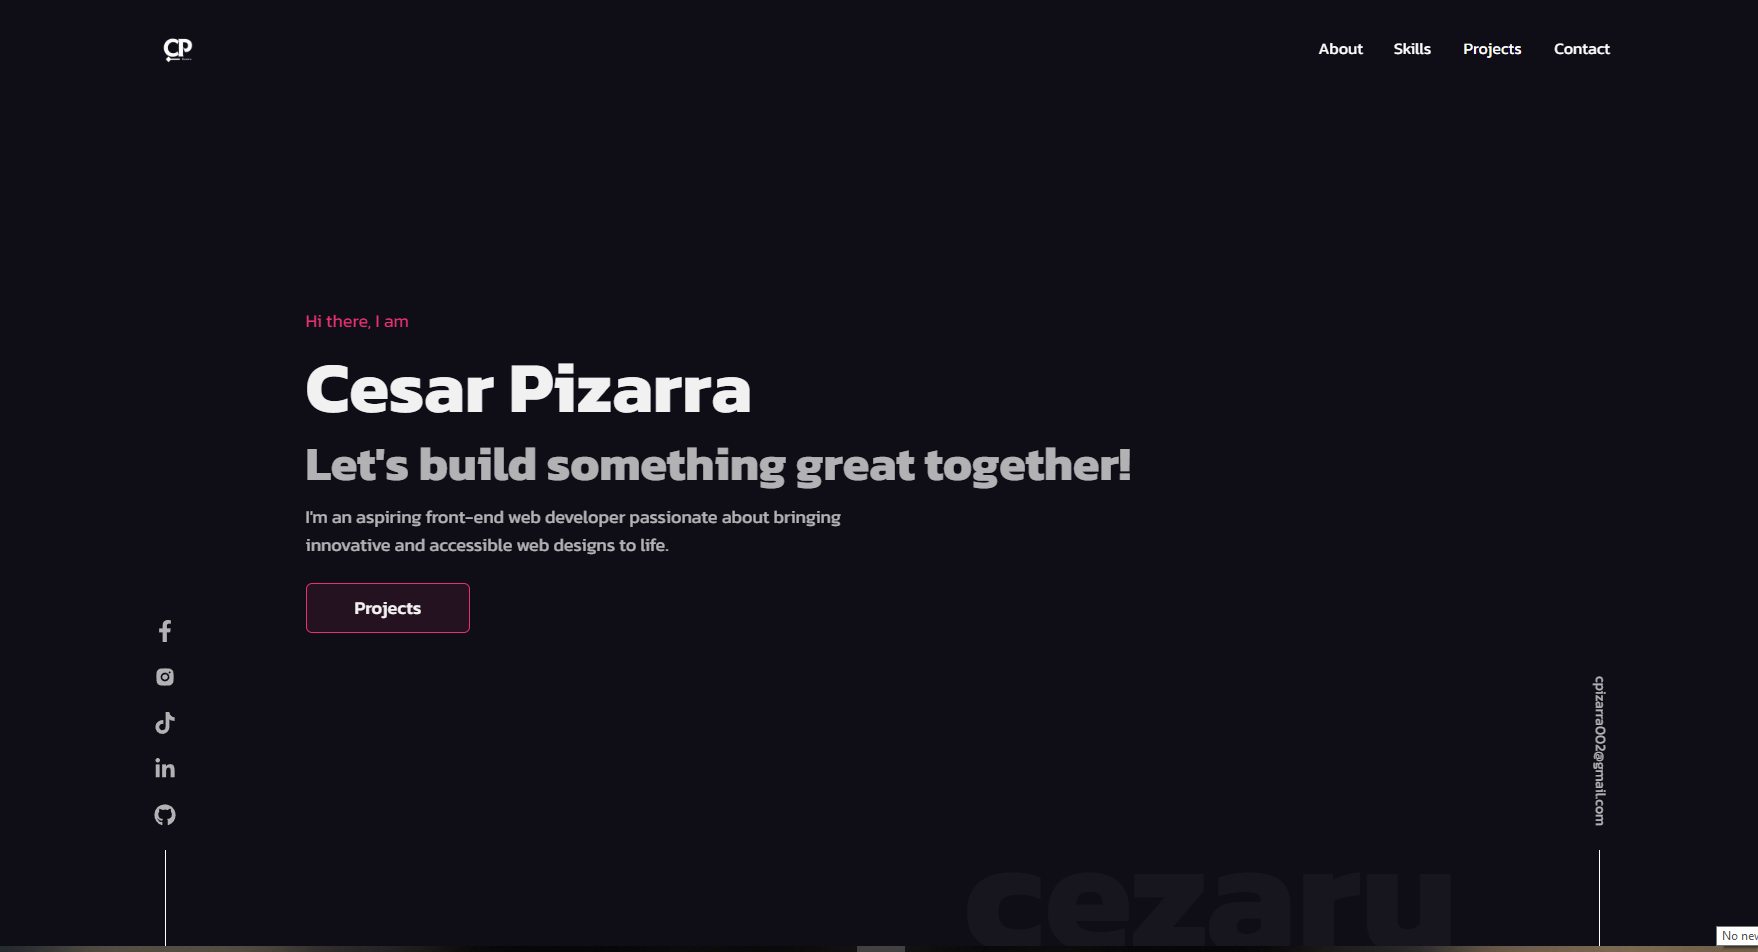 CP
About
Skills
Projects
Contact
Hi there, I am
Cesar Pizarra
Let's build something great together!
I'm an aspiring front-end web developer passionate about bringing
innovative and accessible web designs to life.
Projects
cpizarra002@gmail.com
cezaru
No new